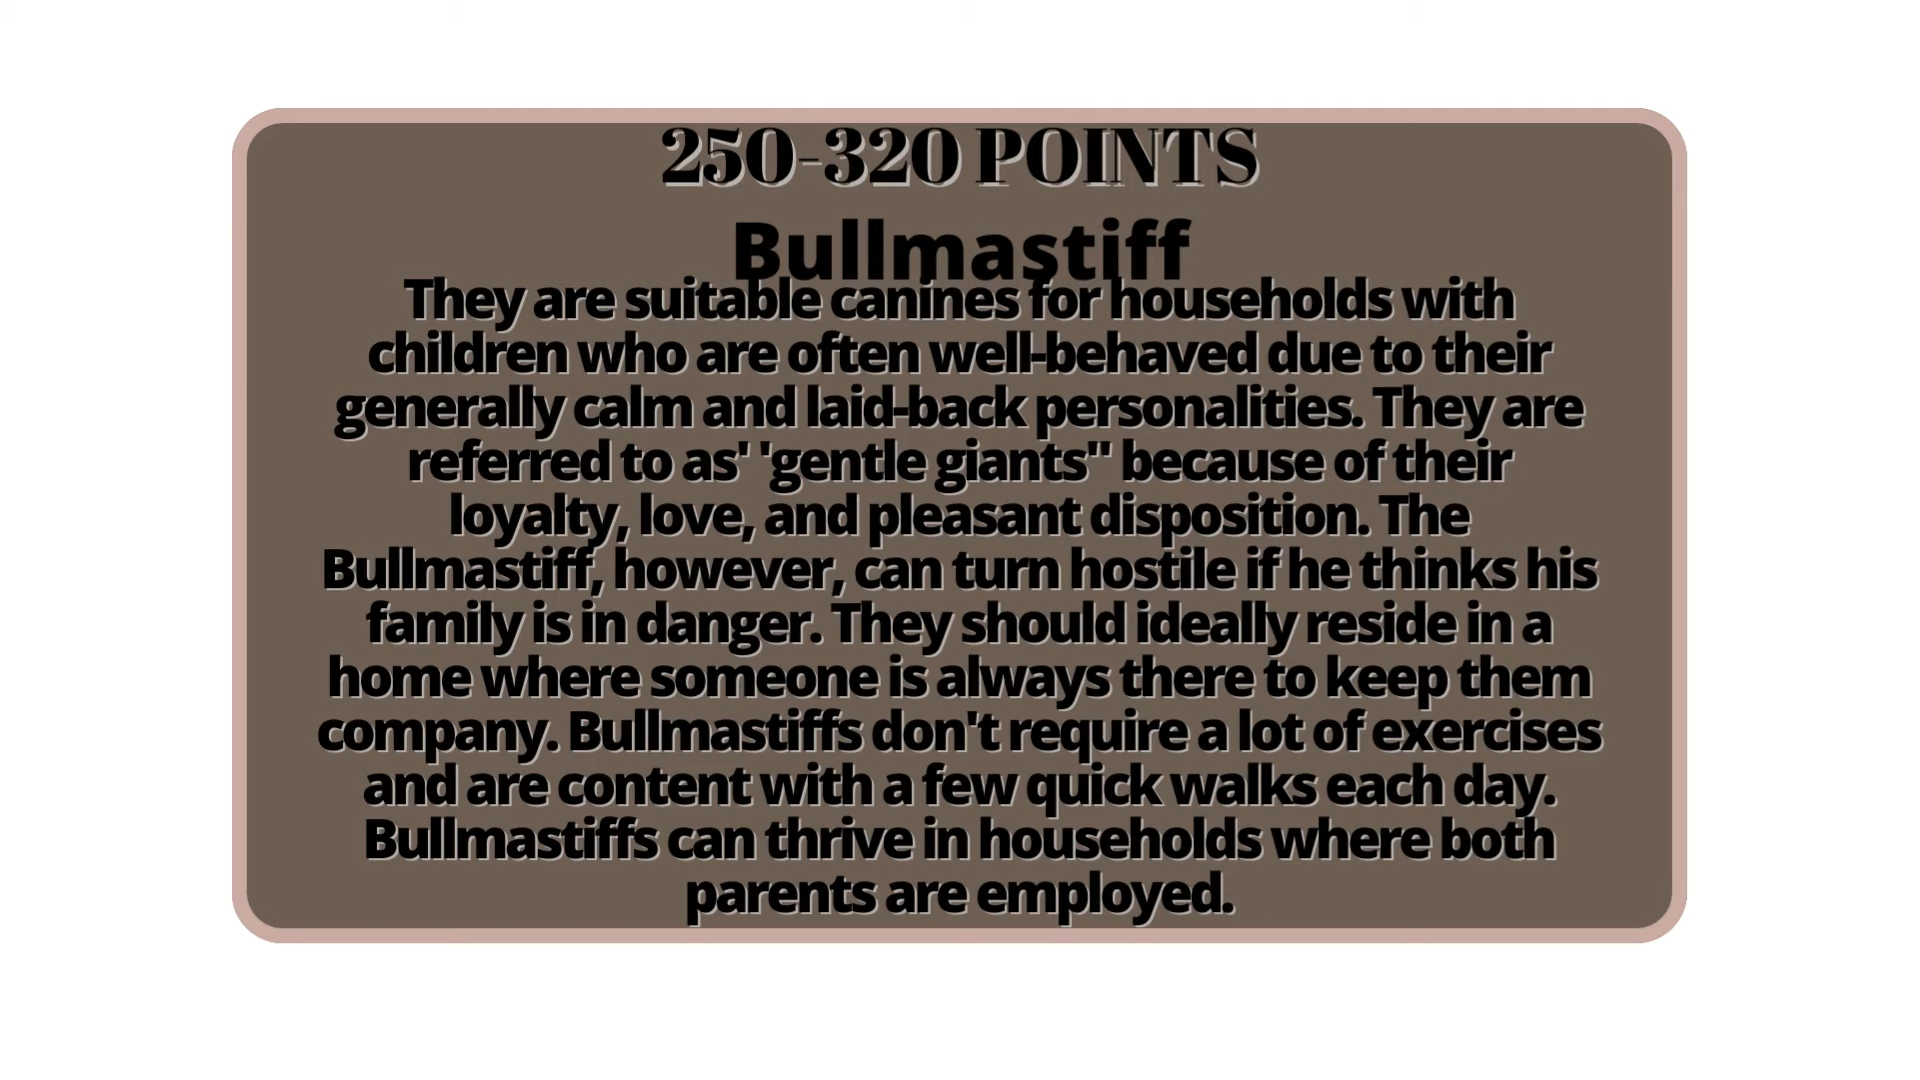 250-320 POINTS
Bullmastiff
They are suitable canines for households with
children who are often well-behaved due to their
generally calm and laid-back personalities. They are
referred to as' 'gentle giants" because of their
loyalty, love, and pleasant disposition. The
Bullmastiff, however, can turn hostile if he thinks his
family is in danger. They should ideally reside in a
home where someone is always there to keep them
company. Bullmastiffs don't require a lot of exercises
and are content with a few quick walks each day.
Bullmastiffs can thrive in households where both
parents are employed.